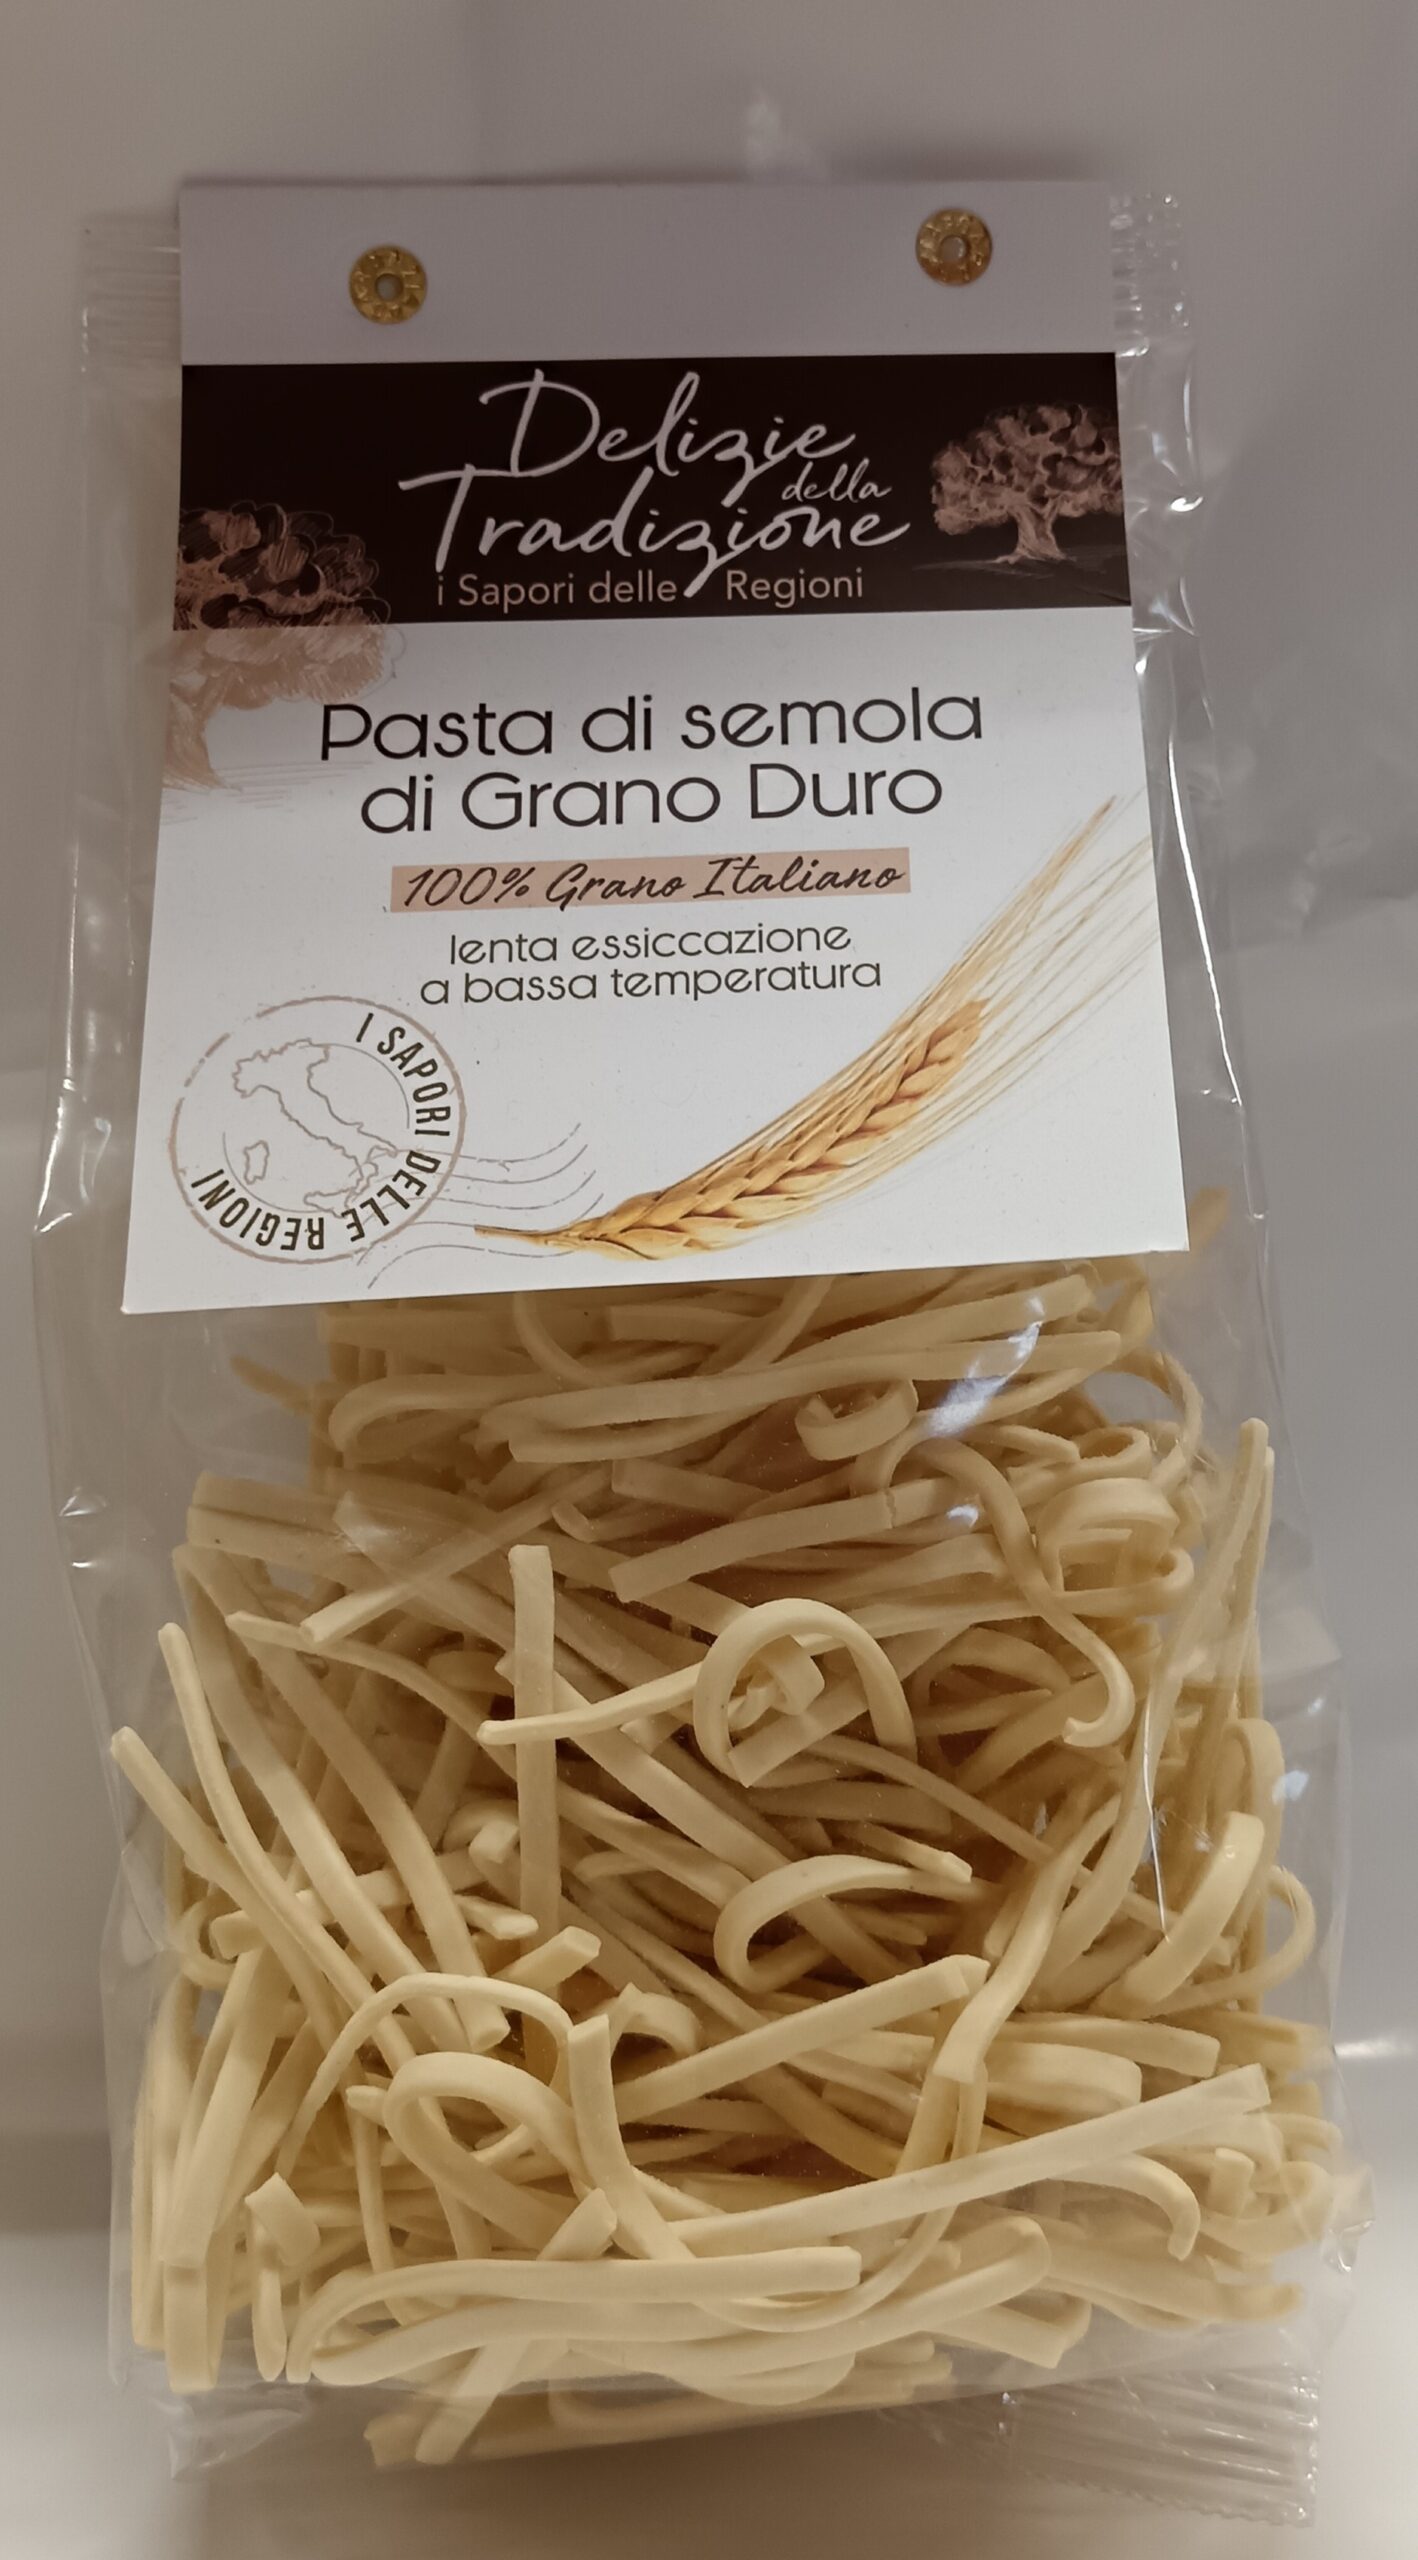 Delizie
della
Tradizione
i Sapori delle Regioni
Pasta di semola
di Grano Duro
100% Grano Italiano
lenta essiccazione
a bassa temperatura
I SAPORI DELLE REGIONI